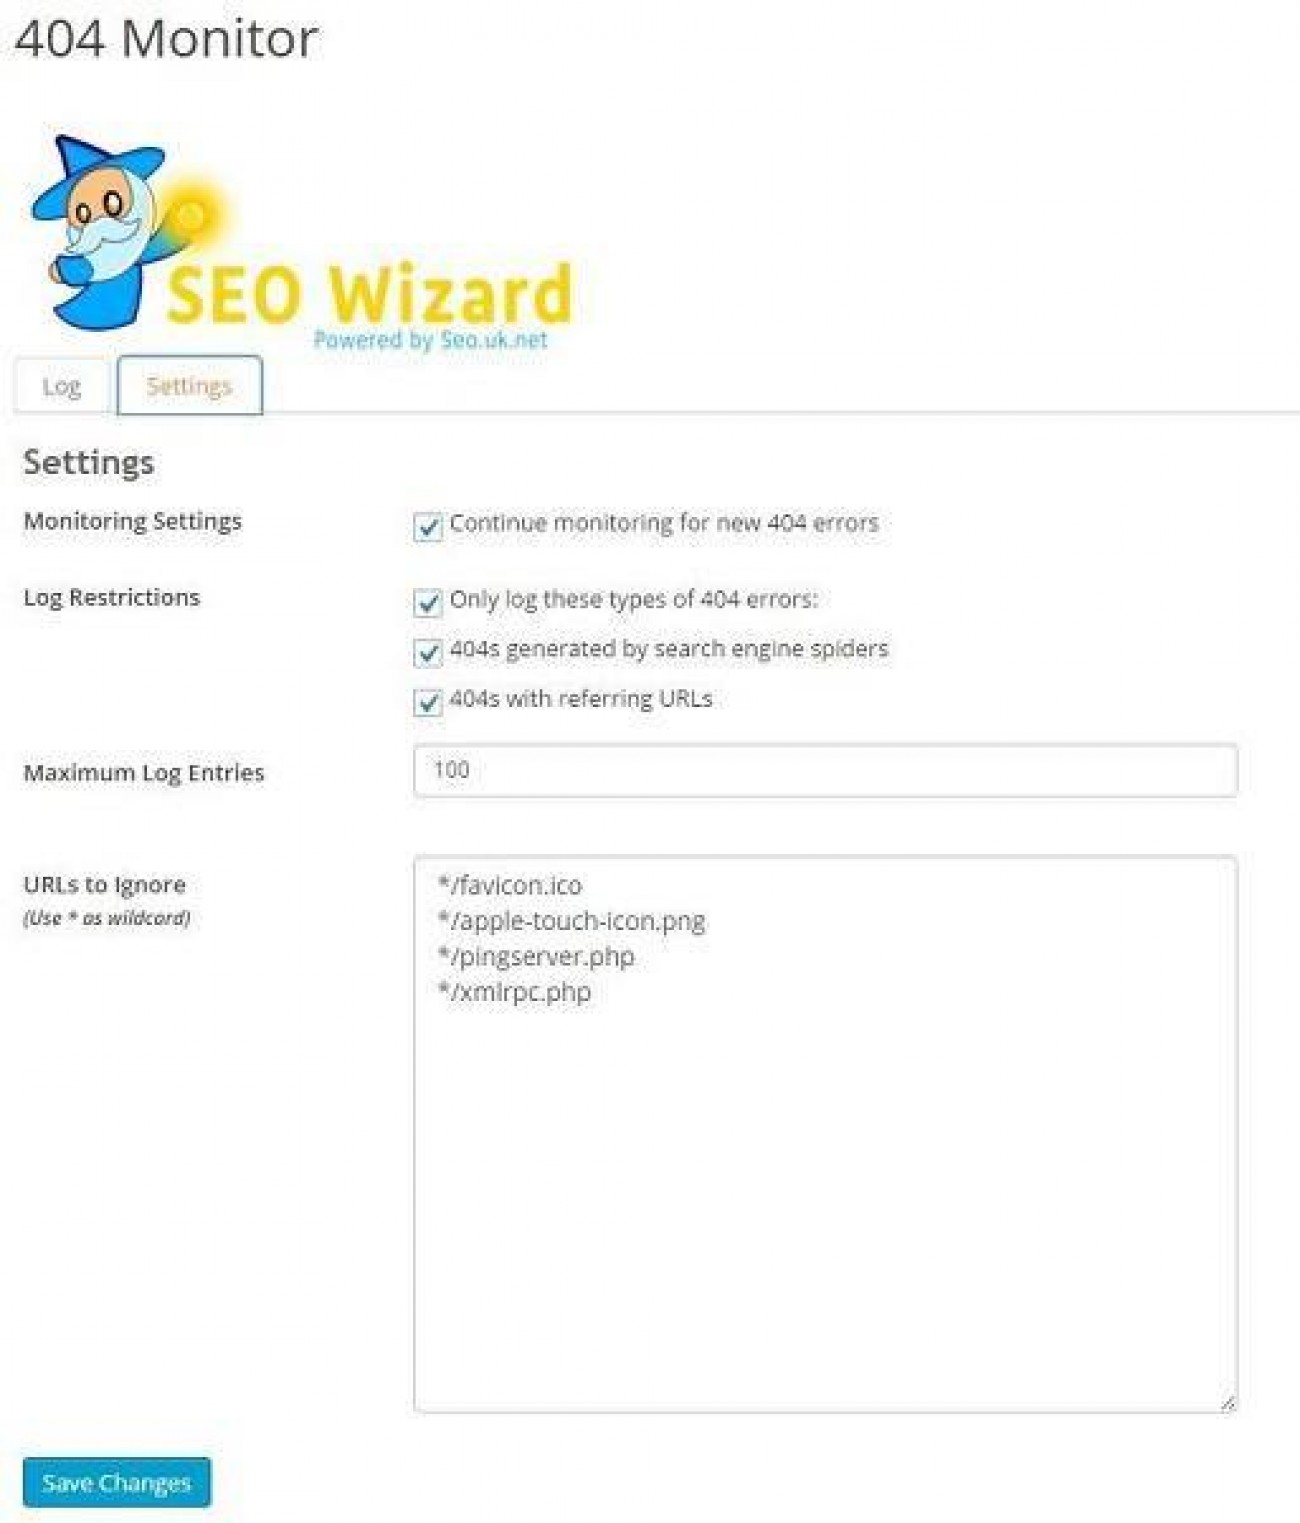 404 Monitor
SEO Wizard
Powered by Seo.uk.net
Log
Settings
Settings
Monitoring Settings
Continue monitoring for new 404 errors
Log Restrictions
Only log these types of 404 errors:
404s generated by search engine spiders
404s with referring URLs
Maximum Log Entries
100
URLs to Ignore
(Use * as wildcard)
*/favicon.ico
*/apple-touch-icon.png
*/pingserver.php
*/xmlrpc.php
Save Changes